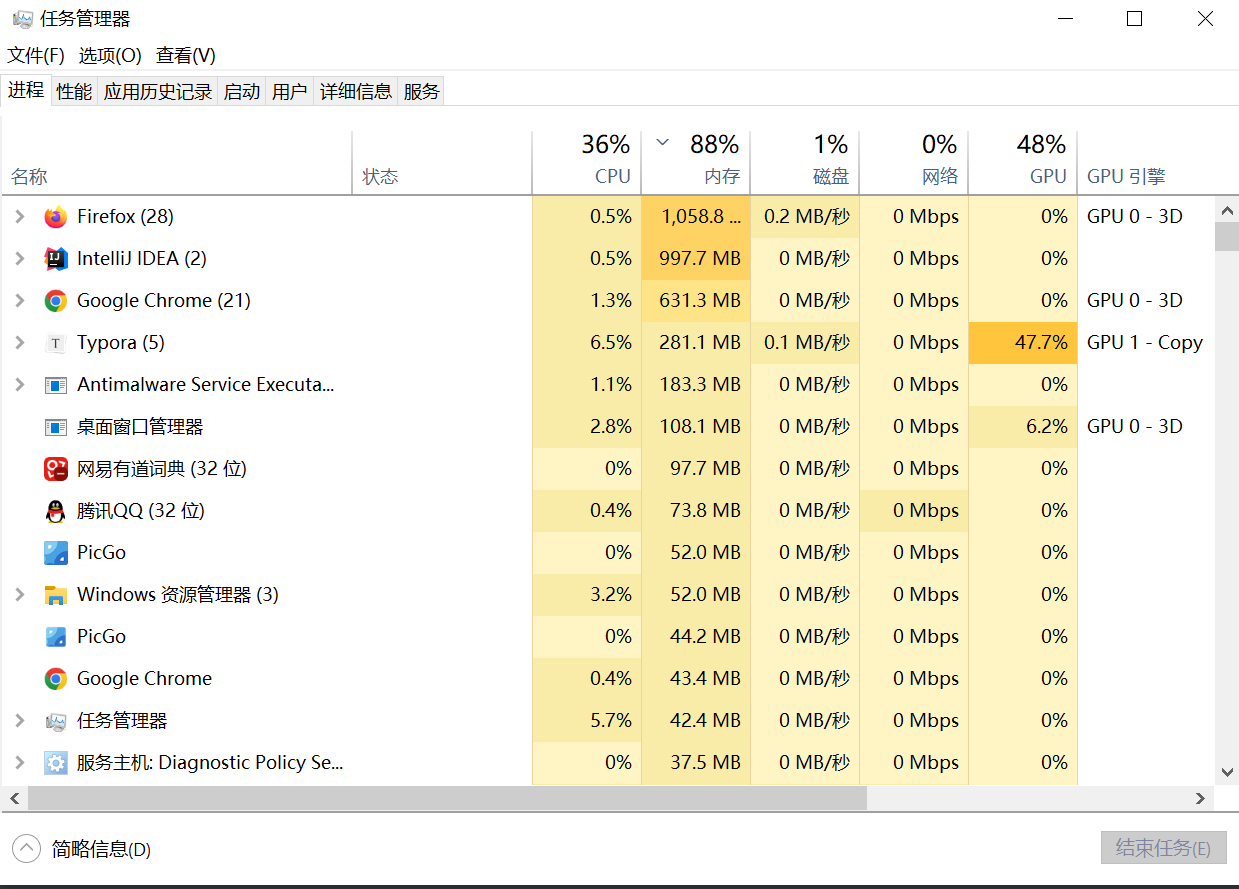 任务管理器
文件(F) 选项(O) 查看(V)
进程 性能 应用历史记录 启动 用户 详细信息 服务
36% 88% 1% 0% 48%
名称 状态 CPU 内存 磁盘 网络 GPU GPU 引擎
Firefox (28) 0.5% 1,058.8 ... 0.2 MB/秒 0 Mbps 0% GPU 0 - 3D
IntelliJ IDEA (2) 0.5% 997.7 MB 0 MB/秒 0 Mbps 0%
Google Chrome (21) 1.3% 631.3 MB 0 MB/秒 0 Mbps 0% GPU 0 - 3D
Typora (5) 6.5% 281.1 MB 0.1 MB/秒 0 Mbps 47.7% GPU 1 - Copy
Antimalware Service Executa... 1.1% 183.3 MB 0 MB/秒 0 Mbps 0%
桌面窗口管理器 2.8% 108.1 MB 0 MB/秒 0 Mbps 6.2% GPU 0 - 3D
网易有道词典 (32 位) 0% 97.7 MB 0 MB/秒 0 Mbps 0%
腾讯QQ (32 位) 0.4% 73.8 MB 0 MB/秒 0 Mbps 0%
PicGo 0% 52.0 MB 0 MB/秒 0 Mbps 0%
Windows 资源管理器 (3) 3.2% 52.0 MB 0 MB/秒 0 Mbps 0%
PicGo 0% 44.2 MB 0 MB/秒 0 Mbps 0%
Google Chrome 0.4% 43.4 MB 0 MB/秒 0 Mbps 0%
任务管理器 5.7% 42.4 MB 0 MB/秒 0 Mbps 0%
服务主机: Diagnostic Policy Se... 0% 37.5 MB 0 MB/秒 0 Mbps 0%
简略信息(D) 结束任务(E)